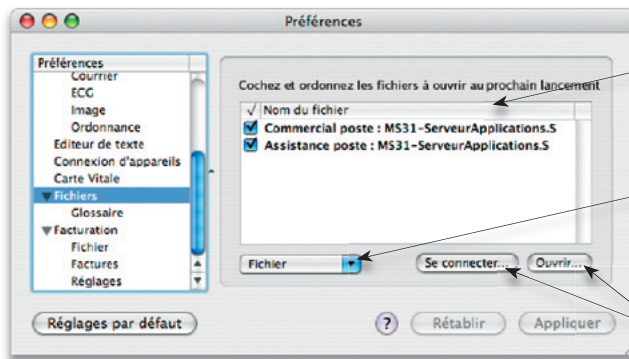 Préférences
Préférences
Courrier
ECG
Image
Ordonnance
Editeur de texte
Connexion d'appareils
Carte Vitale
Fichiers
Glossaire
Facturation
Fichier
Factures
Réglages
Cochez et ordonnez les fichiers à ouvrir au prochain lancement
√ Nom du fichier
Commercial poste : MS31-ServeurApplications.S
Assistance poste : MS31-ServeurApplications.S
Fichier
Se connecter...
Ouvrir...
Réglages par défaut
?
Rétablir
Appliquer